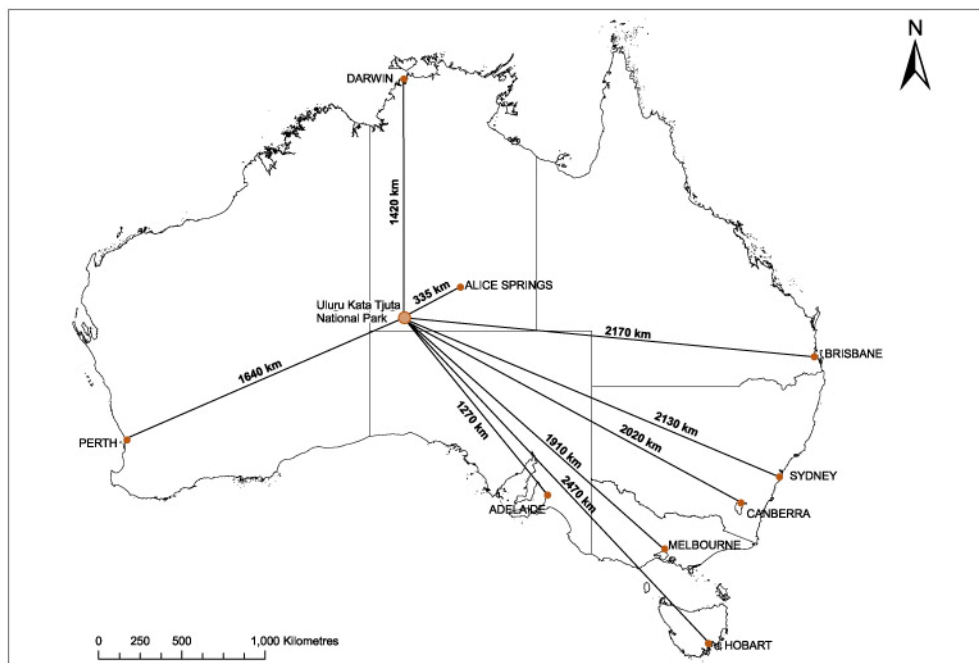 N
DARWIN
1420 km
335 km
ALICE SPRINGS
Uluru Kata Tjuta
National Park
2170 km
BRISBANE
1640 km
1270 km
1910 km
2470 km
2130 km
2020 km
PERTH
SYDNEY
ADELAIDE
CANBERRA
MELBOURNE
HOBART
0 250 500 1,000 Kilometres